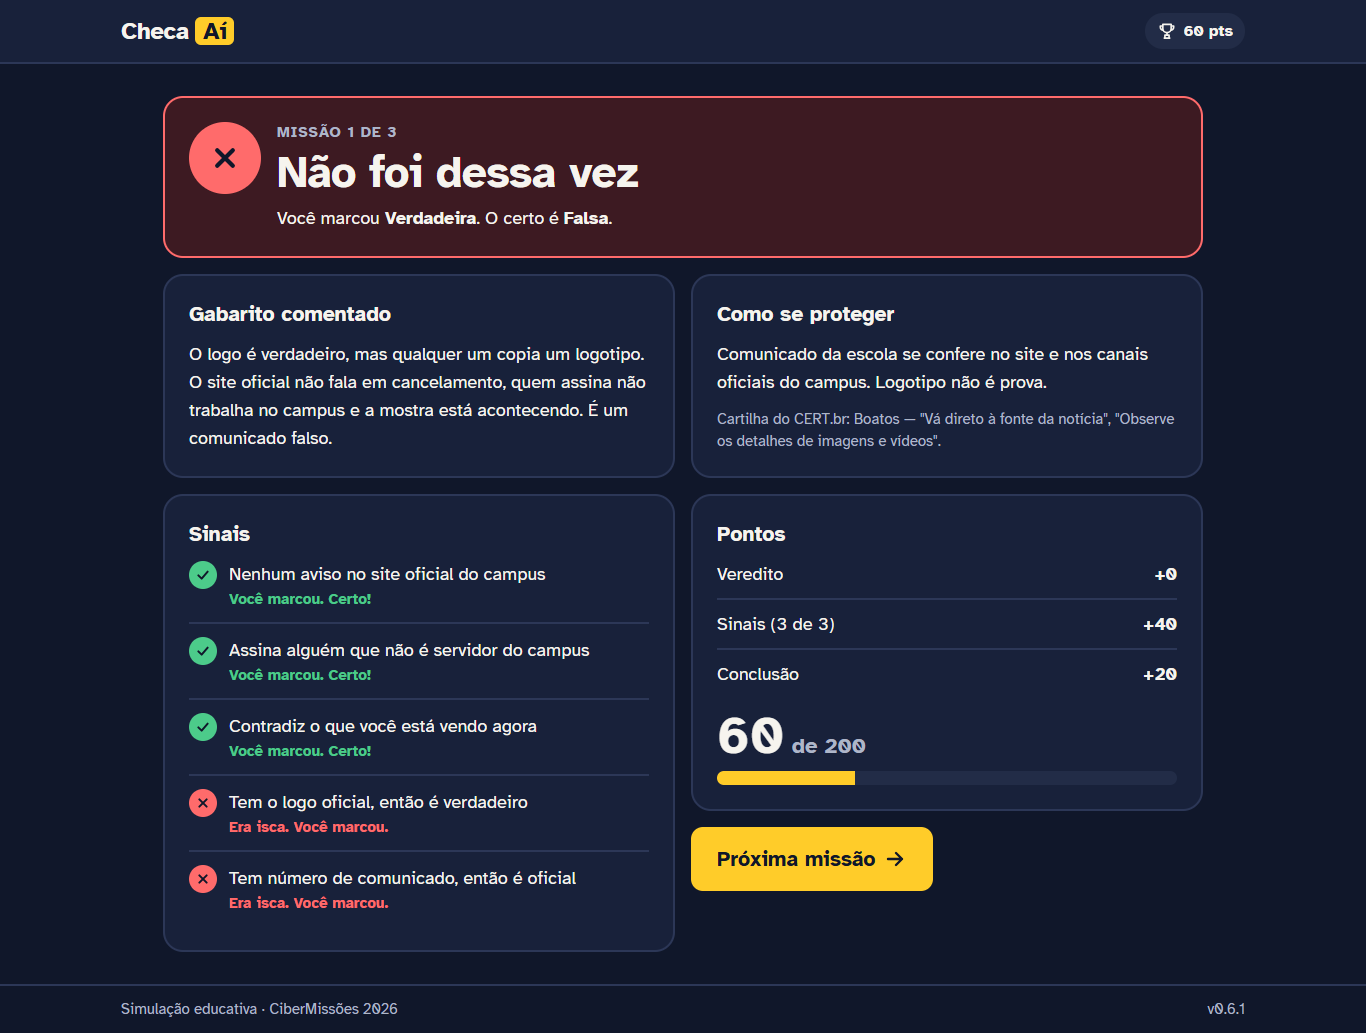 Checa Aí
60 pts
MISSÃO 1 DE 3
Não foi dessa vez
Você marcou Verdadeira. O certo é Falsa.
Gabarito comentado
O logo é verdadeiro, mas qualquer um copia um logotipo.
O site oficial não fala em cancelamento, quem assina não
trabalha no campus e a mostra está acontecendo. É um
comunicado falso.
Como se proteger
Comunicado da escola se confere no site e nos canais
oficiais do campus. Logotipo não é prova.
Cartilha do CERT.br: Boatos — "Vá direto à fonte da notícia", "Observe
os detalhes de imagens e vídeos".
Sinais
Nenhum aviso no site oficial do campus
Você marcou. Certo!
Assina alguém que não é servidor do campus
Você marcou. Certo!
Contradiz o que você está vendo agora
Você marcou. Certo!
Tem o logo oficial, então é verdadeiro
Era isca. Você marcou.
Tem número de comunicado, então é oficial
Era isca. Você marcou.
Pontos
Veredito +0
Sinais (3 de 3) +40
Conclusão +20
60 de 200
Próxima missão →
Simulação educativa · CiberMissões 2026
v0.6.1